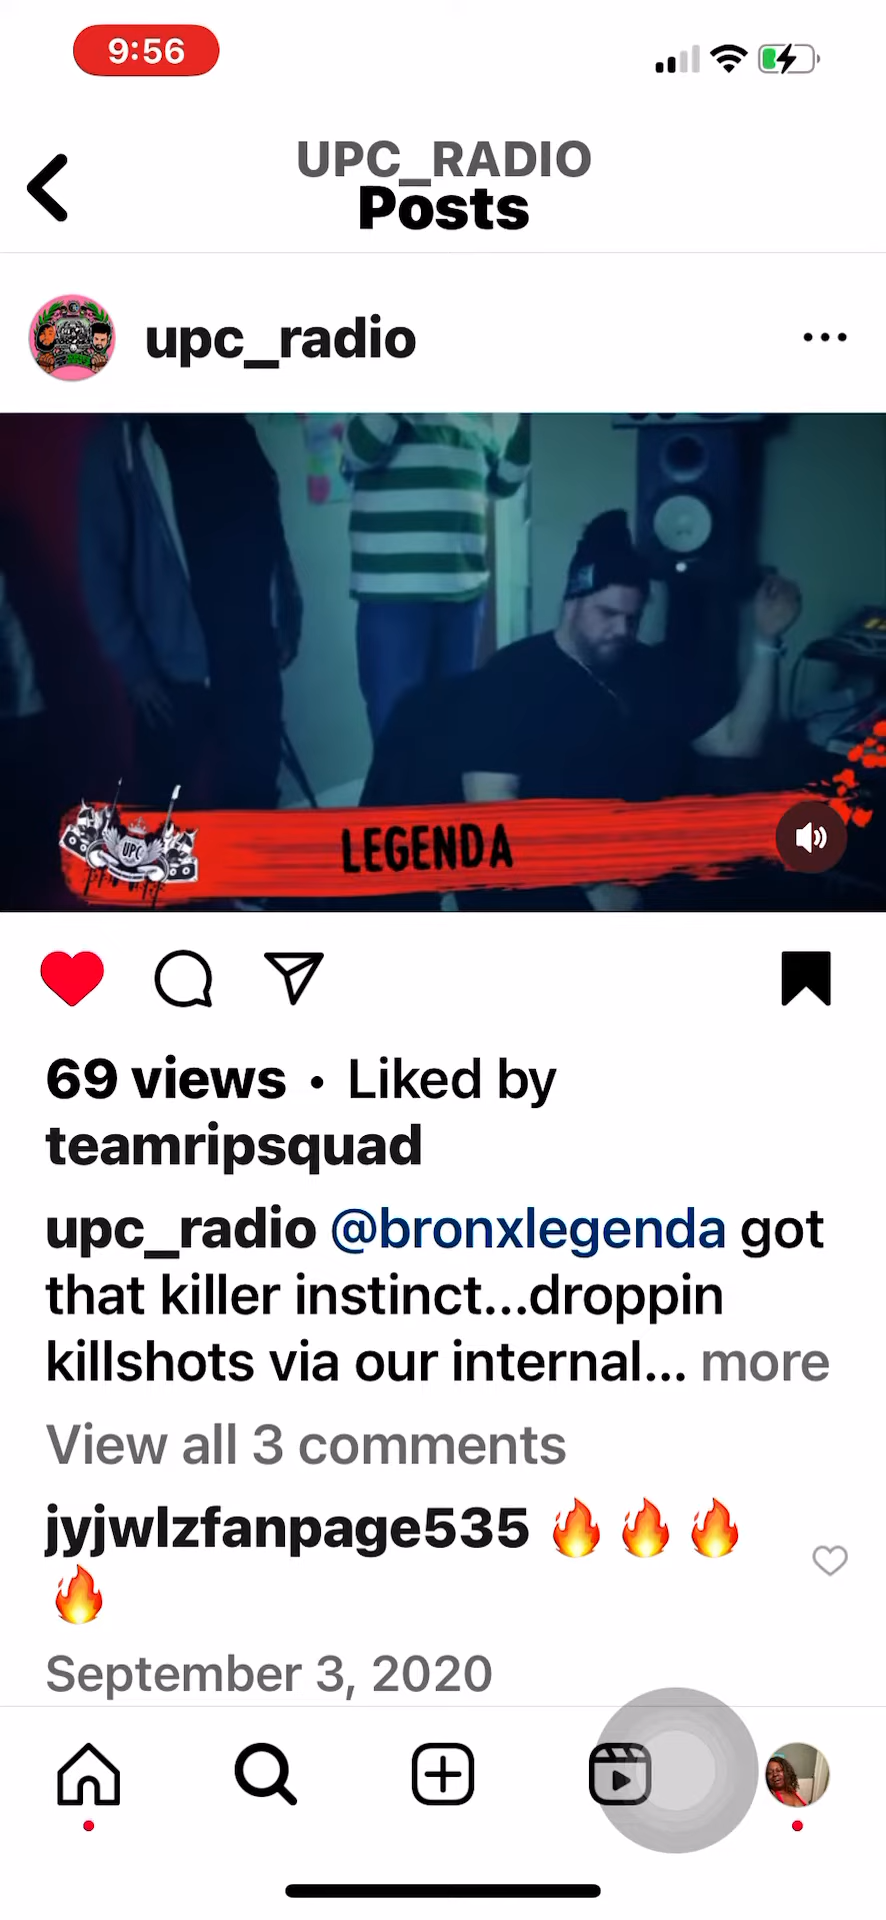 9:56
UPC_RADIO
Posts
upc_radio
UPC
LEGENDA
69 views • Liked by
teamripsquad
upc_radio @bronxlegenda got
that killer instinct...droppin
killshots via our internal... more
View all 3 comments
jyjwlzfanpage535 🔥🔥🔥
🔥
September 3, 2020